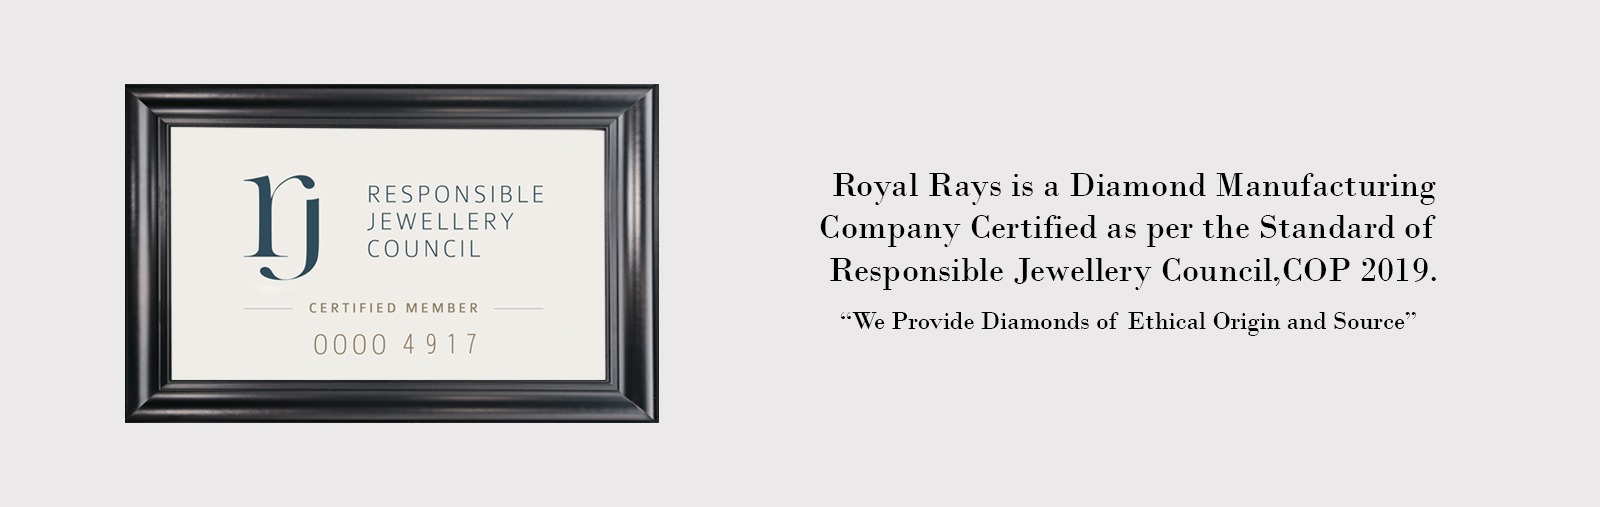 rj
RESPONSIBLE
JEWELLERY
COUNCIL
CERTIFIED MEMBER
0000 4917
Royal Rays is a Diamond Manufacturing
Company Certified as per the Standard of
Responsible Jewellery Council,COP 2019.
“We Provide Diamonds of Ethical Origin and Source”